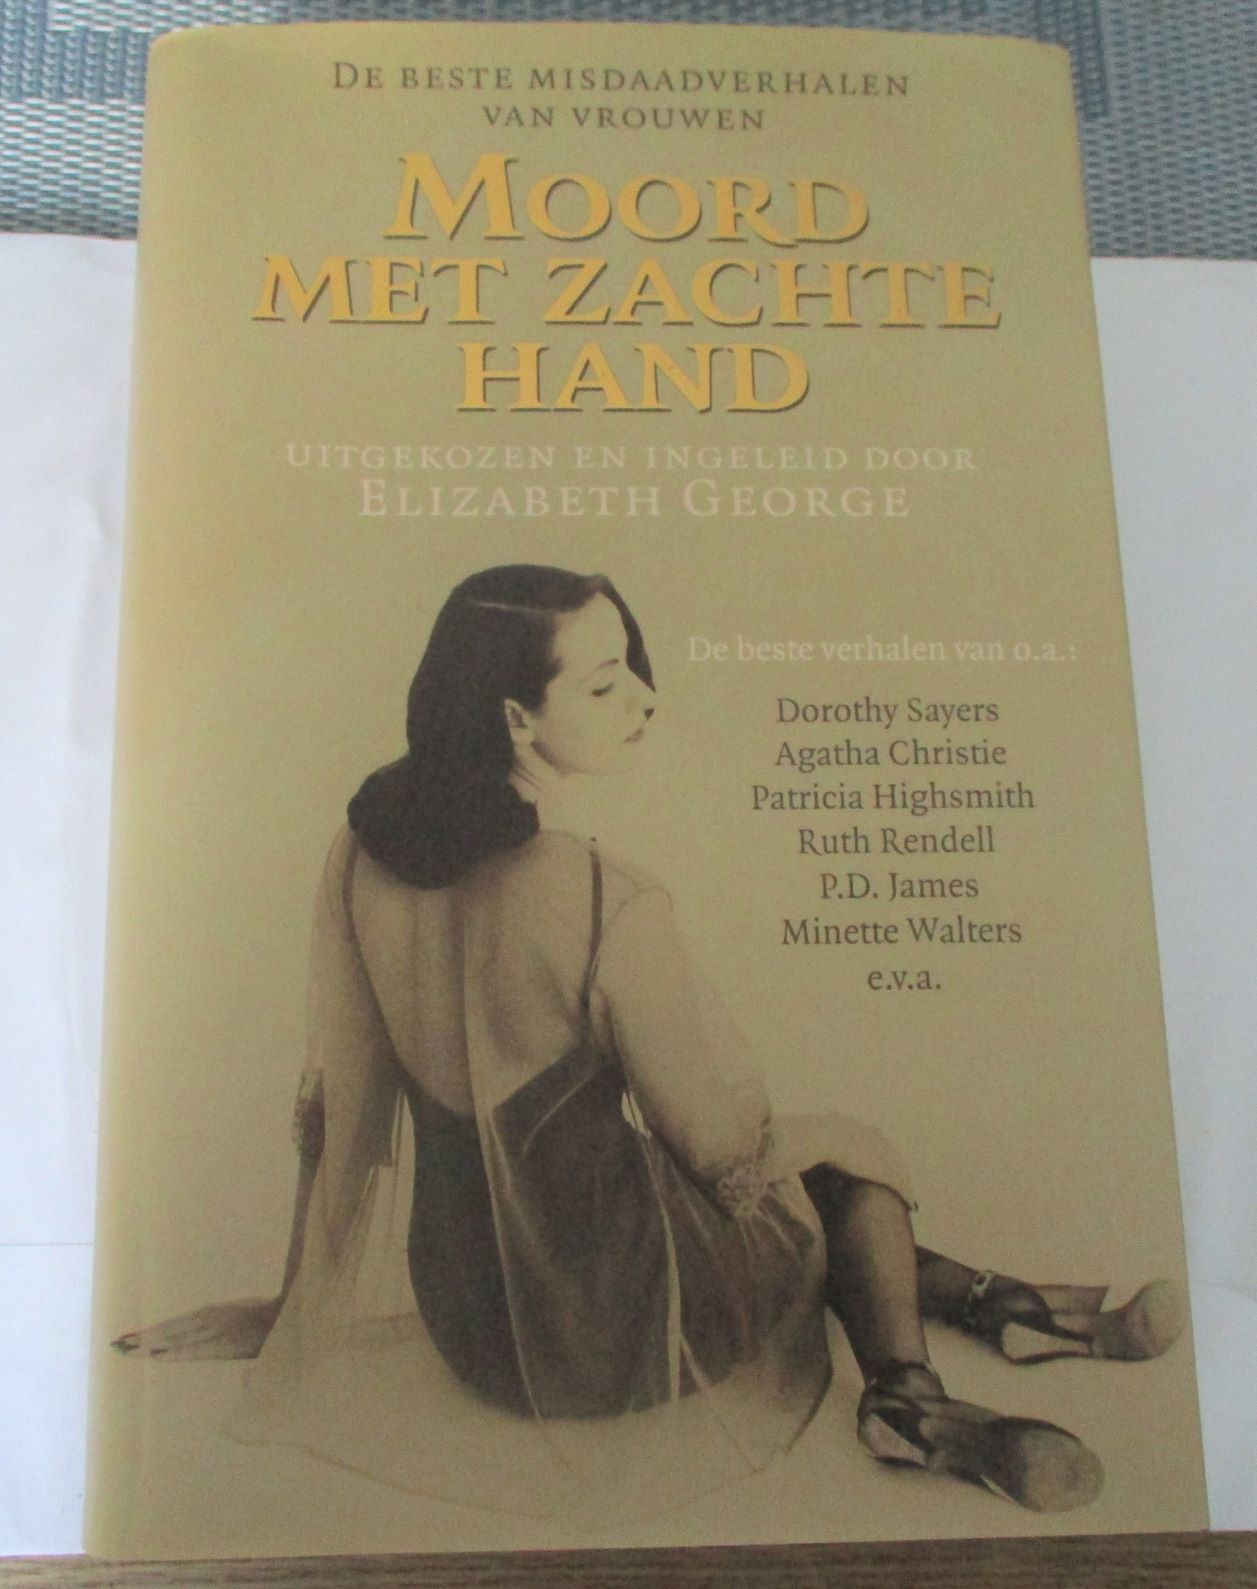 De beste misdaadverhalen
van vrouwen
Moord
met zachte
hand
uitgekozen en ingeleid door
Elizabeth George
De beste verhalen van o.a.:
Dorothy Sayers
Agatha Christie
Patricia Highsmith
Ruth Rendell
P.D. James
Minette Walters
e.v.a.